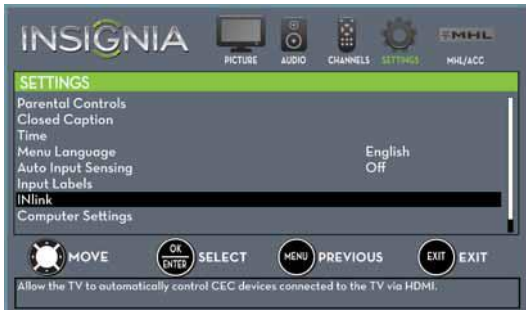 INSIGNIA
PICTURE AUDIO CHANNELS SETTINGS MHL MHL/ACC
SETTINGS
Parental Controls
Closed Caption
Time
Menu Language English
Auto Input Sensing Off
Input Labels
INlink
Computer Settings
MOVE OK ENTER SELECT MENU PREVIOUS EXIT EXIT
Allow the TV to automatically control CEC devices connected to the TV via HDMI.